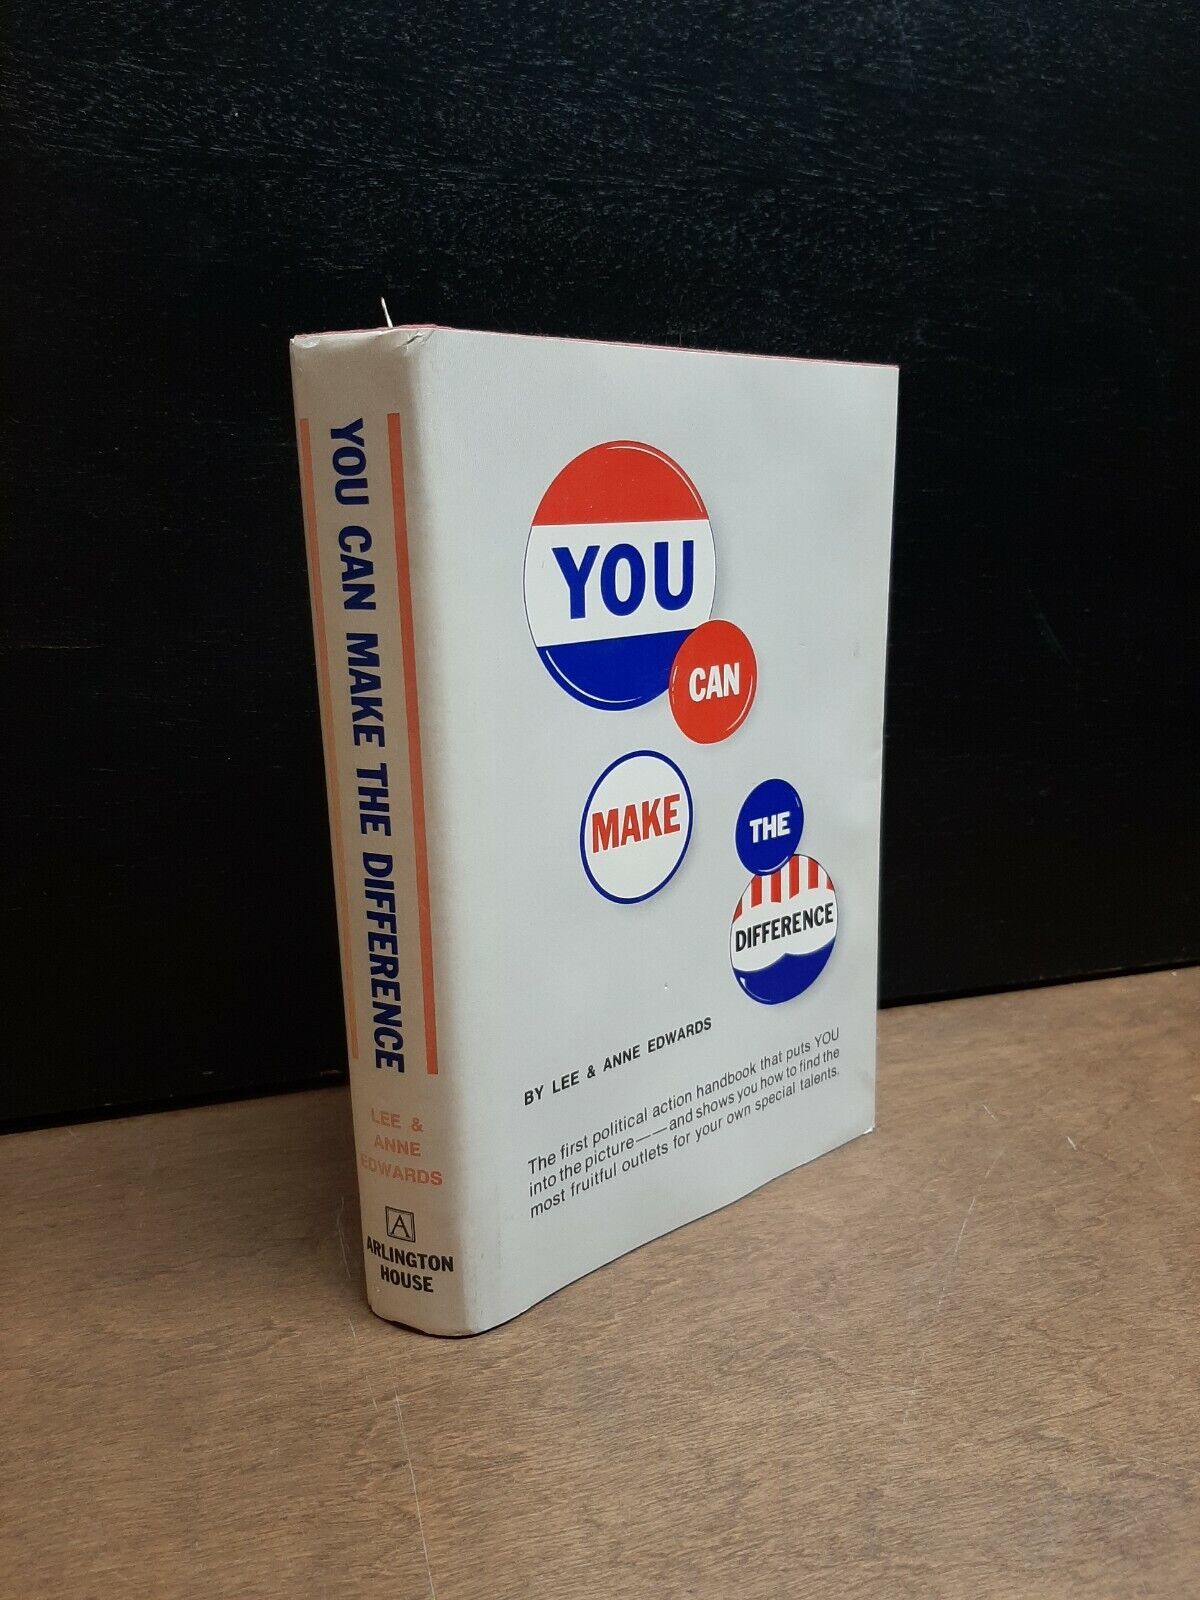 YOU CAN MAKE THE DIFFERENCE
LEE &
ANNE
EDWARDS
A
ARLINGTON
HOUSE
YOU
CAN
MAKE
THE
DIFFERENCE
BY LEE & ANNE EDWARDS
The first political action handbook that puts YOU
into the picture——and shows you how to find the
most fruitful outlets for your own special talents.